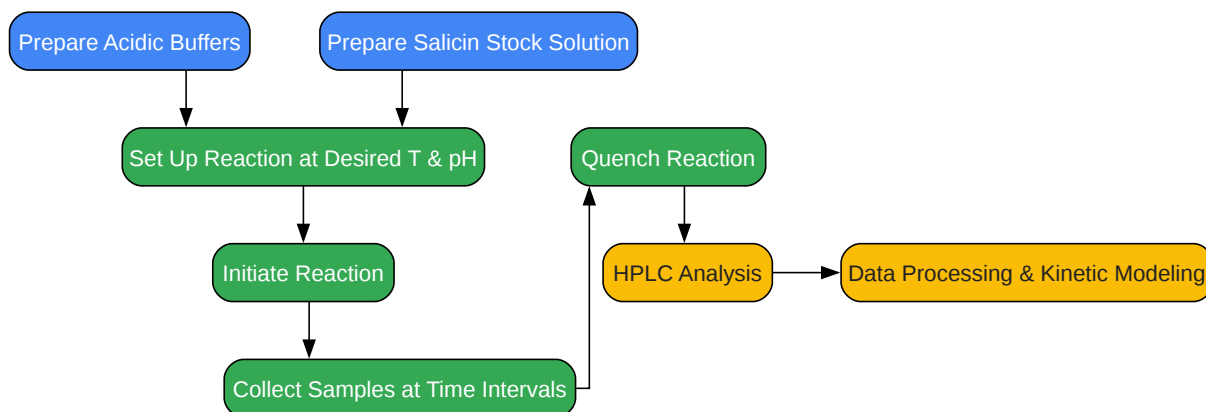 Prepare Acidic Buffers
Prepare Salicin Stock Solution
Set Up Reaction at Desired T & pH
Quench Reaction
Initiate Reaction
HPLC Analysis
Data Processing & Kinetic Modeling
Collect Samples at Time Intervals